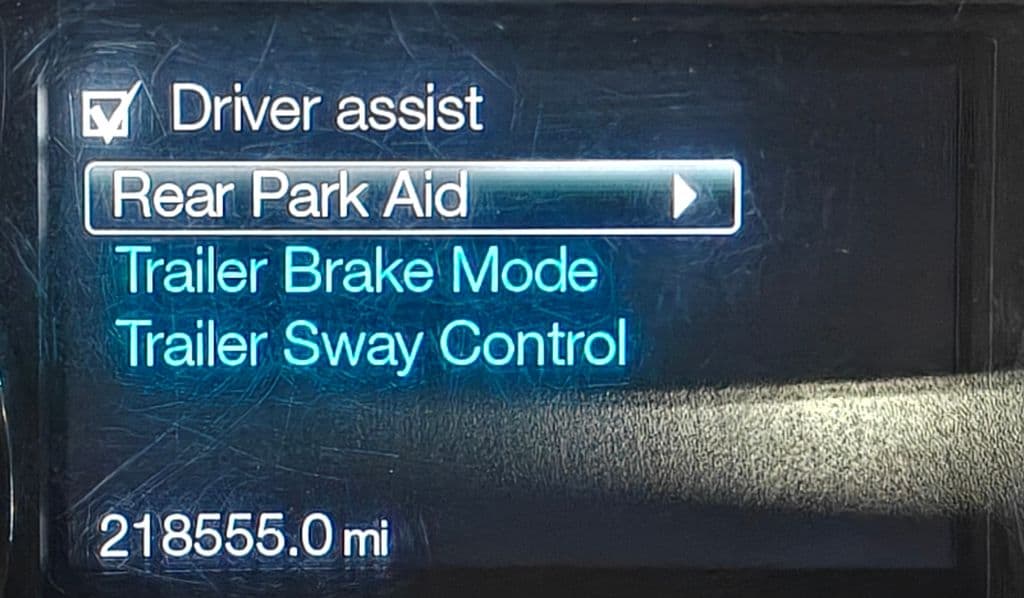 Driver assist
Rear Park Aid
Trailer Brake Mode
Trailer Sway Control
218555.0 mi